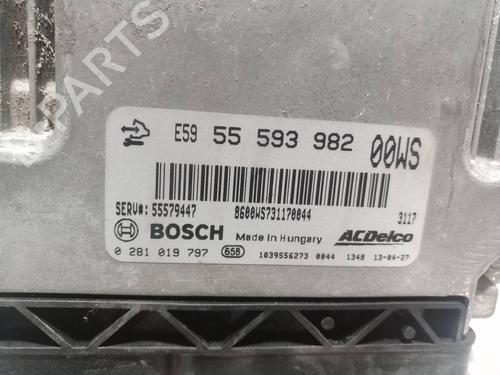 E59 55 593 982 00WS
SERV#: 55579447 8600WS731170044 3117
BOSCH Made in Hungary ACDelco
0 281 019 797 658 1039S56273 0044 1348 13-04-27
B-PARTS